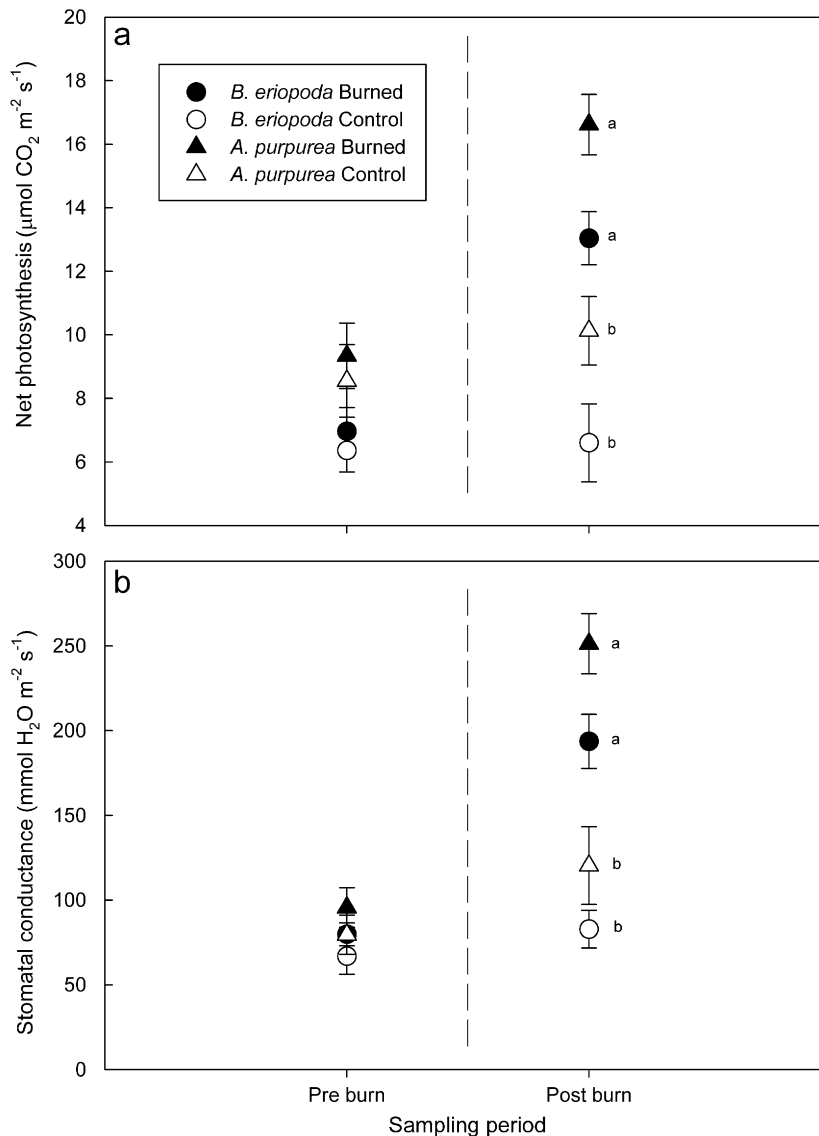 a
B. eriopoda Burned
B. eriopoda Control
A. purpurea Burned
A. purpurea Control
Net photosynthesis (μmol CO₂ m⁻² s⁻¹)
20
18
16
14
12
10
8
6
4
a
a
b
b
b
Stomatal conductance (mmol H₂O m⁻² s⁻¹)
300
250
200
150
100
50
0
a
a
b
b
Pre burn Post burn
Sampling period